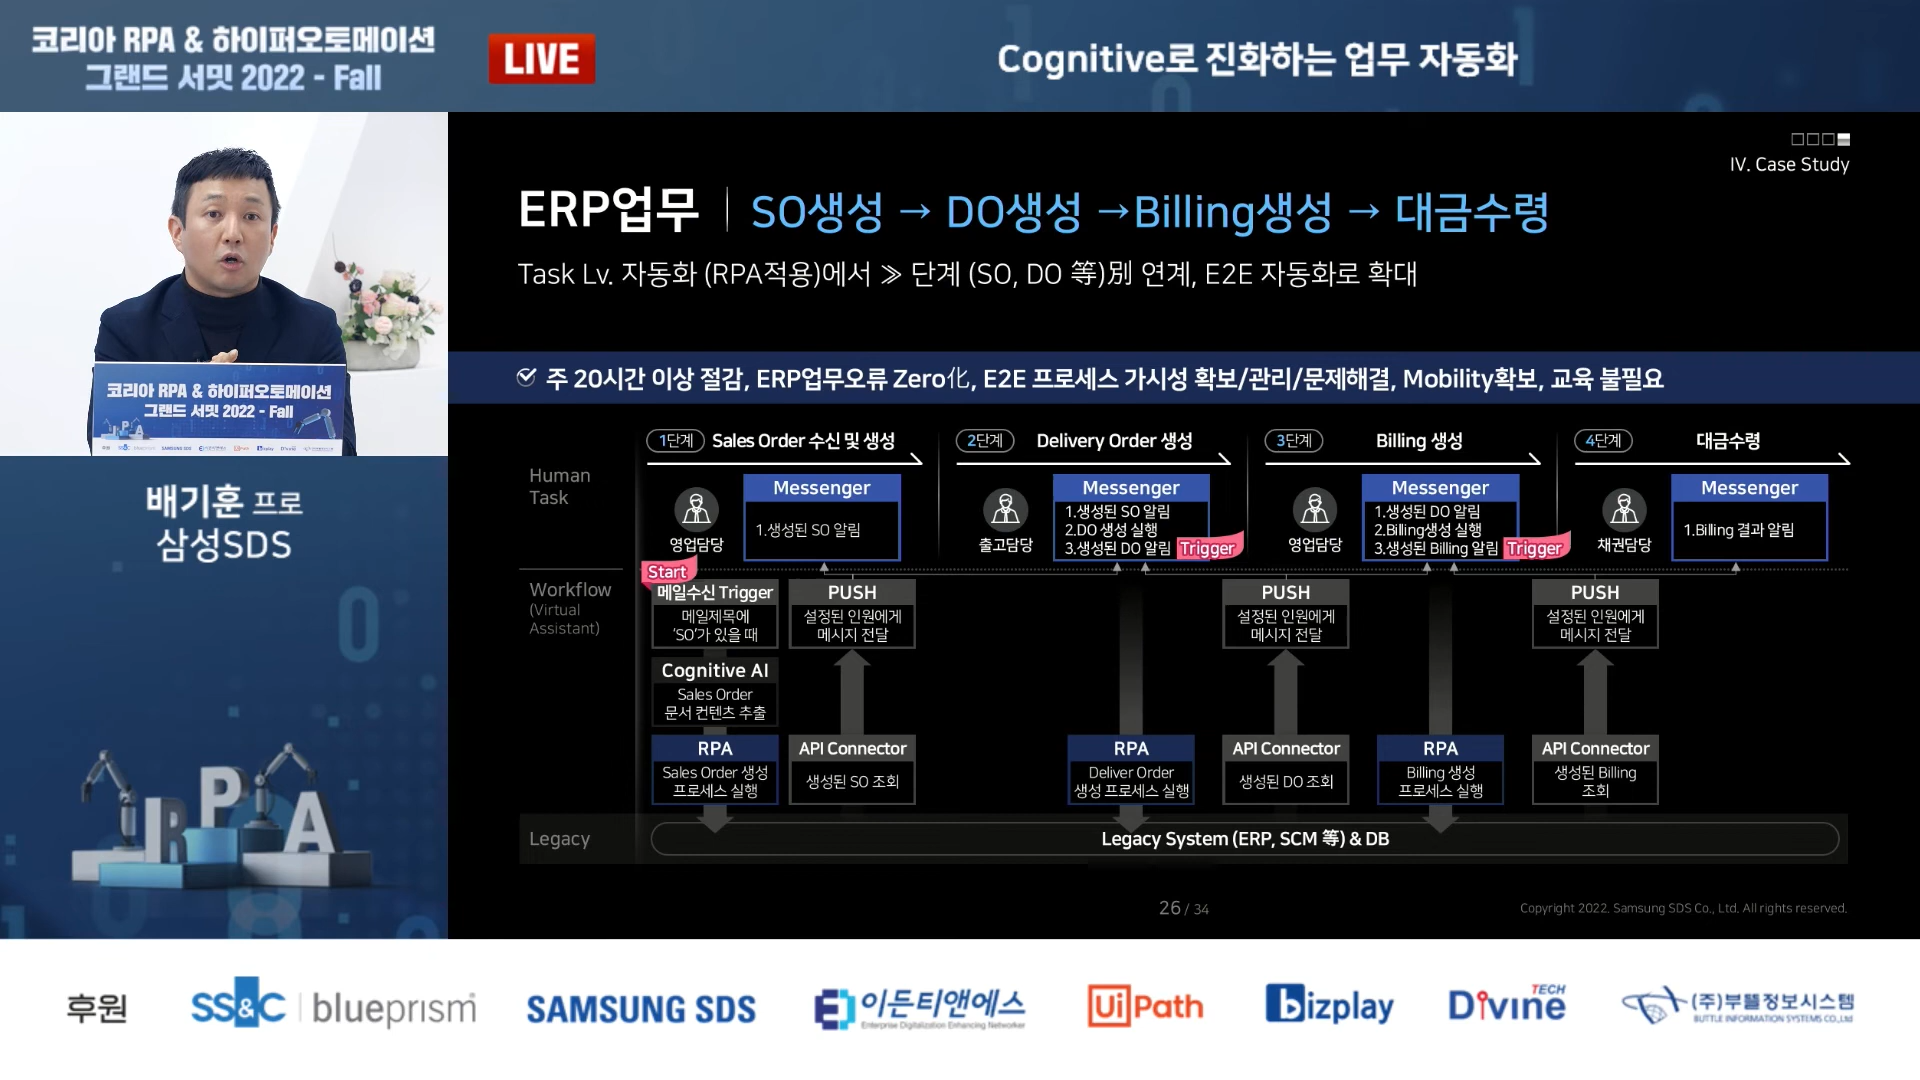 코리아 RPA & 하이퍼오토메이션
그랜드 서밋 2022 - Fall
LIVE
Cognitive로 진화하는 업무 자동화
IV. Case Study
ERP업무 | SO생성 → DO생성 →Billing생성 → 대금수령
Task Lv. 자동화 (RPA적용)에서 ≫ 단계 (SO, DO 等)別 연계, E2E 자동화로 확대
주 20시간 이상 절감, ERP업무오류 Zero化, E2E 프로세스 가시성 확보/관리/문제해결, Mobility확보, 교육 불필요
코리아 RPA & 하이퍼오토메이션
그랜드 서밋 2022 - Fall
RPA
배기훈 프로
삼성SDS
RPA
Human
Task
1단계 Sales Order 수신 및 생성
영업담당
Messenger
1.생성된 SO 알림
2단계 Delivery Order 생성
출고담당
Messenger
1.생성된 SO 알림
2.DO 생성 실행
3.생성된 DO 알림
Trigger
3단계 Billing 생성
영업담당
Messenger
1.생성된 DO 알림
2.Billing생성 실행
3.생성된 Billing 알림
Trigger
4단계 대금수령
채권담당
Messenger
1.Billing 결과 알림
Workflow
(Virtual
Assistant)
Start
메일수신 Trigger
메일제목에
'SO'가 있을 때
PUSH
설정된 인원에게
메시지 전달
PUSH
설정된 인원에게
메시지 전달
PUSH
설정된 인원에게
메시지 전달
Cognitive AI
Sales Order
문서 컨텐츠 추출
RPA
Sales Order 생성
프로세스 실행
API Connector
생성된 SO 조회
RPA
Deliver Order
생성 프로세스 실행
API Connector
생성된 DO 조회
RPA
Billing 생성
프로세스 실행
API Connector
생성된 Billing
조회
Legacy
Legacy System (ERP, SCM 等) & DB
26 / 34
Copyright 2022. Samsung SDS Co., Ltd. All rights reserved.
후원
SS&C | blueprism
SAMSUNG SDS
이든티앤에스
Enterprise Digitalization Enhancing Networker
UiPath
bizplay
Divine TECH
(주)부뜰정보시스템
BUTTLE INFORMATION SYSTEMS CO.,Ltd